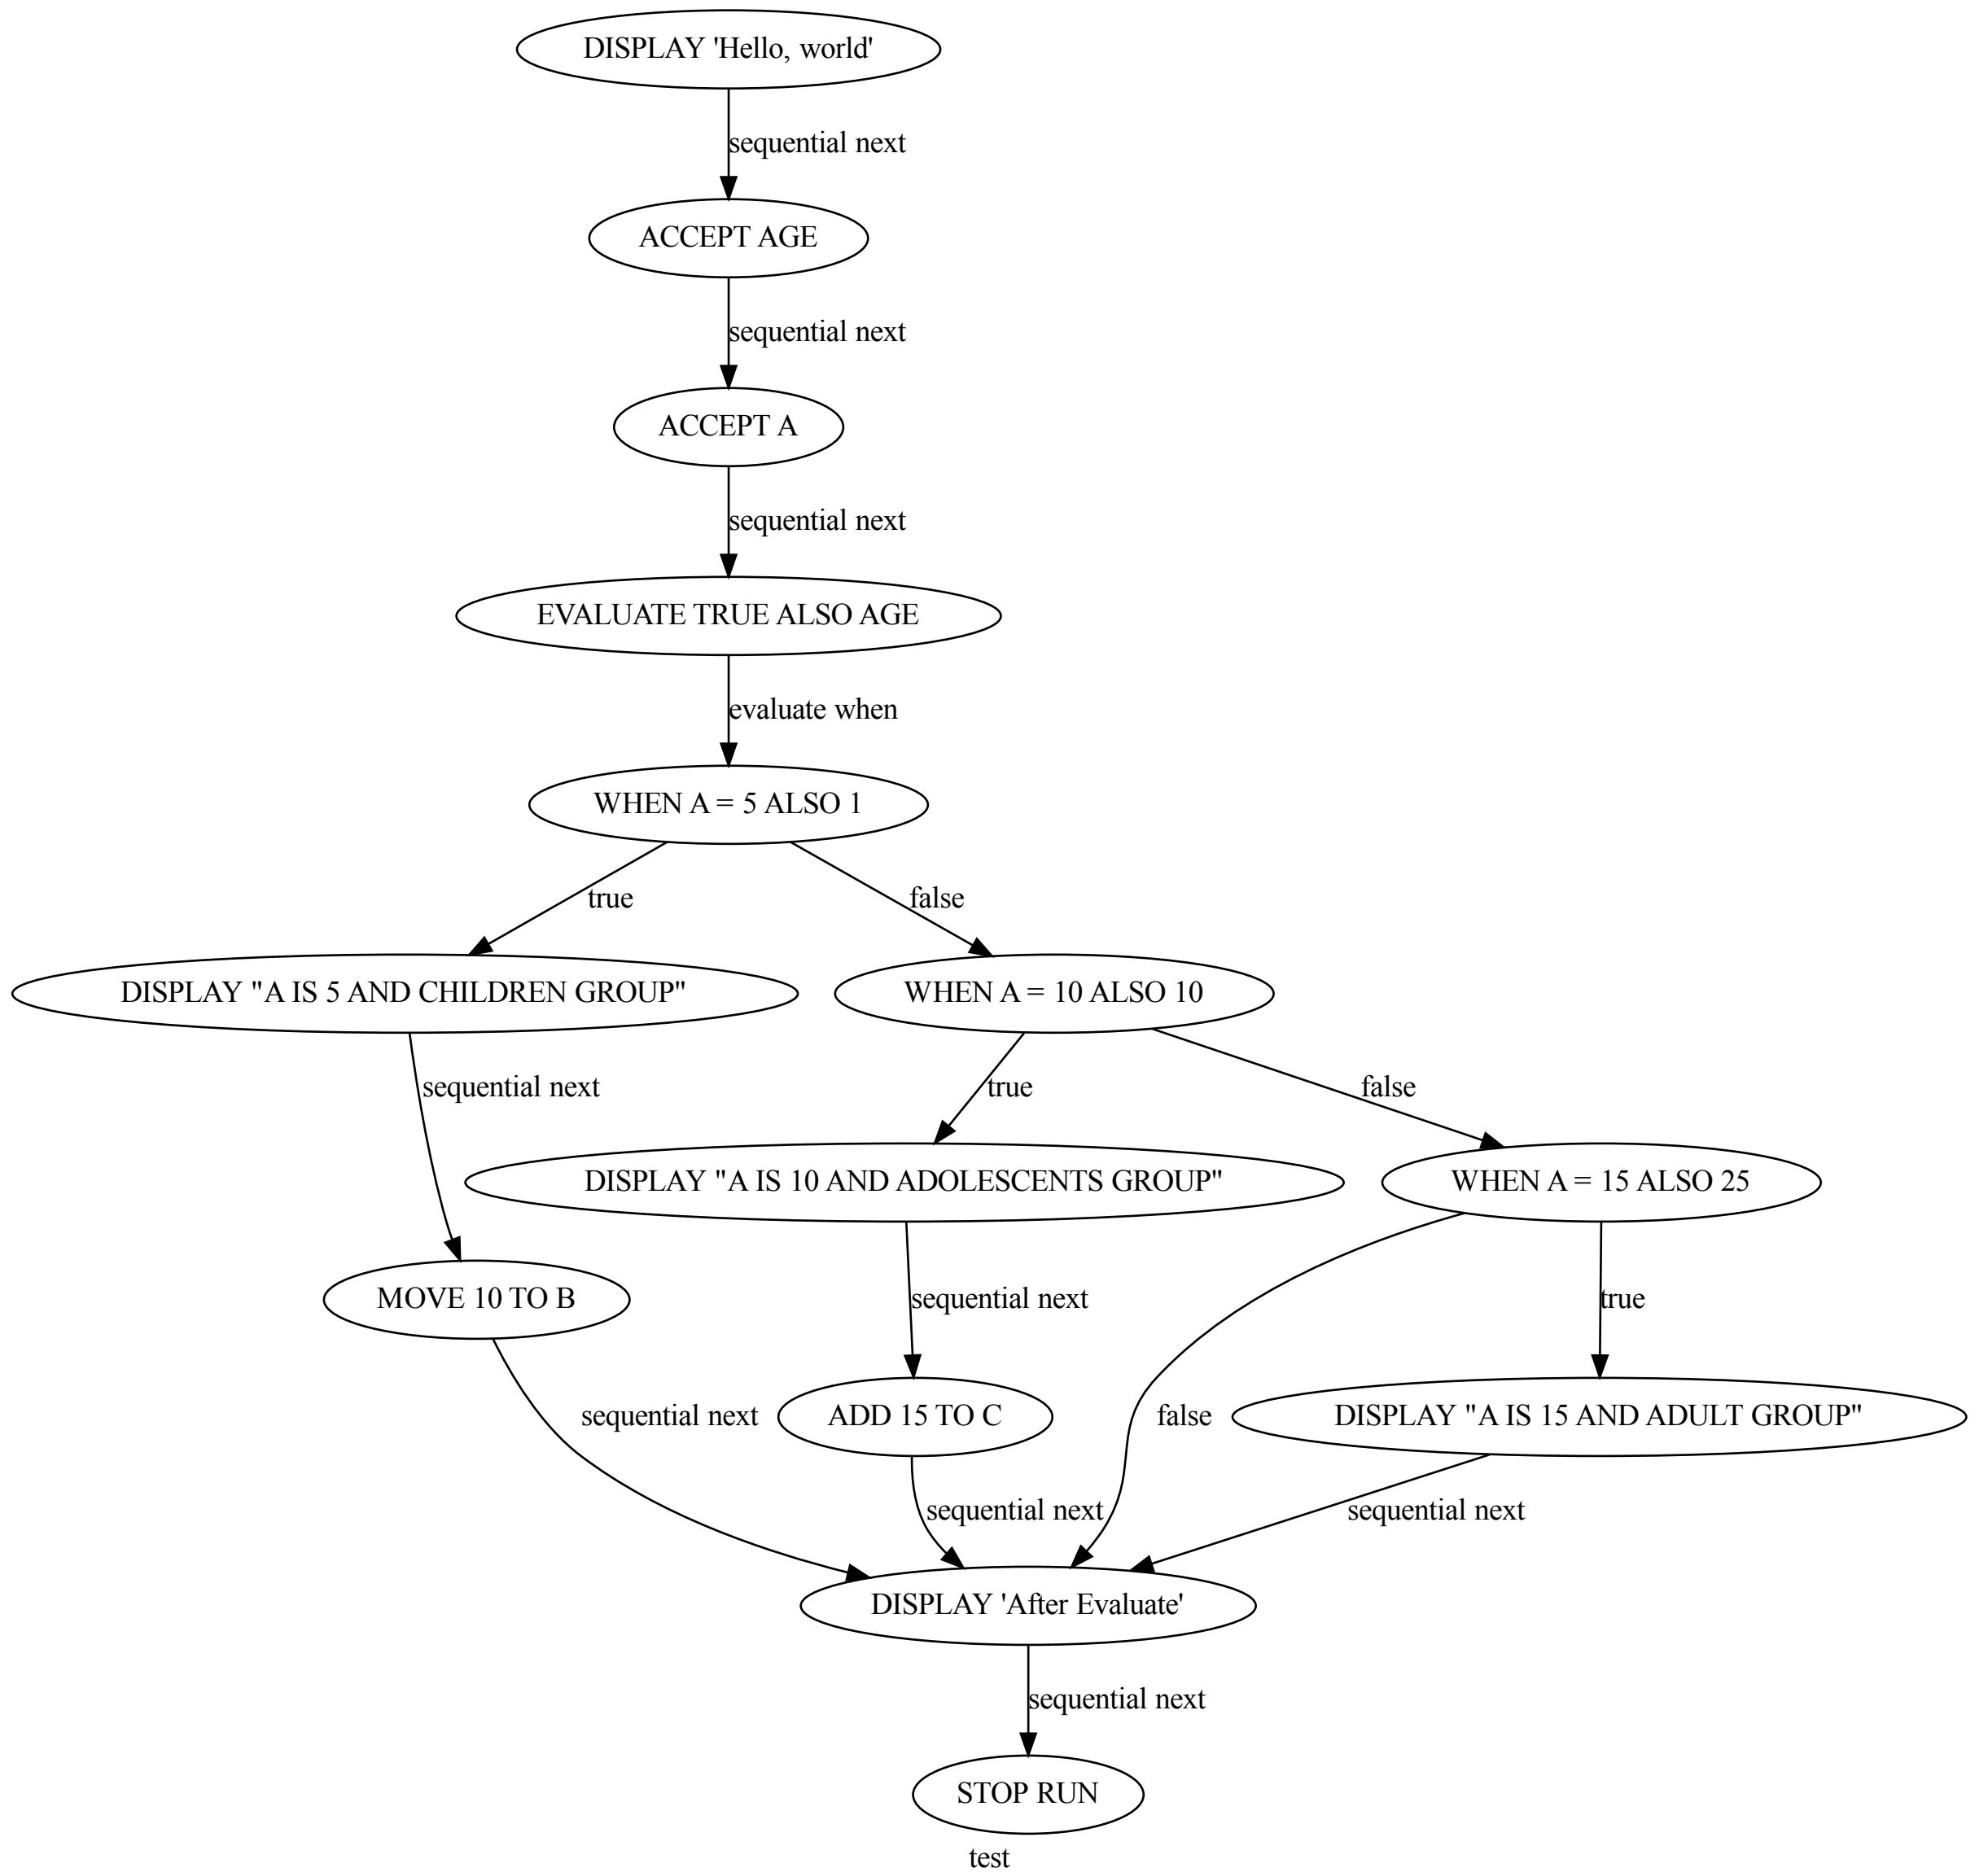 DISPLAY 'Hello, world'
sequential next
ACCEPT AGE
sequential next
ACCEPT A
sequential next
EVALUATE TRUE ALSO AGE
evaluate when
WHEN A = 5 ALSO 1
true
false
DISPLAY "A IS 5 AND CHILDREN GROUP"
WHEN A = 10 ALSO 10
sequential next
true
false
DISPLAY "A IS 10 AND ADOLESCENTS GROUP"
WHEN A = 15 ALSO 25
MOVE 10 TO B
sequential next
true
sequential next
ADD 15 TO C
false
DISPLAY "A IS 15 AND ADULT GROUP"
sequential next
sequential next
DISPLAY 'After Evaluate'
sequential next
STOP RUN
test